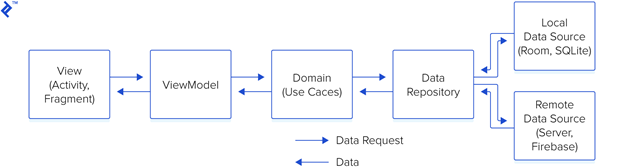 TM
View
(Activity,
Fragment)
ViewModel
Domain
(Use Caces)
Data
Repository
Local
Data Source
(Room, SQLite)
Remote
Data Source
(Server,
Firebase)
Data Request
Data